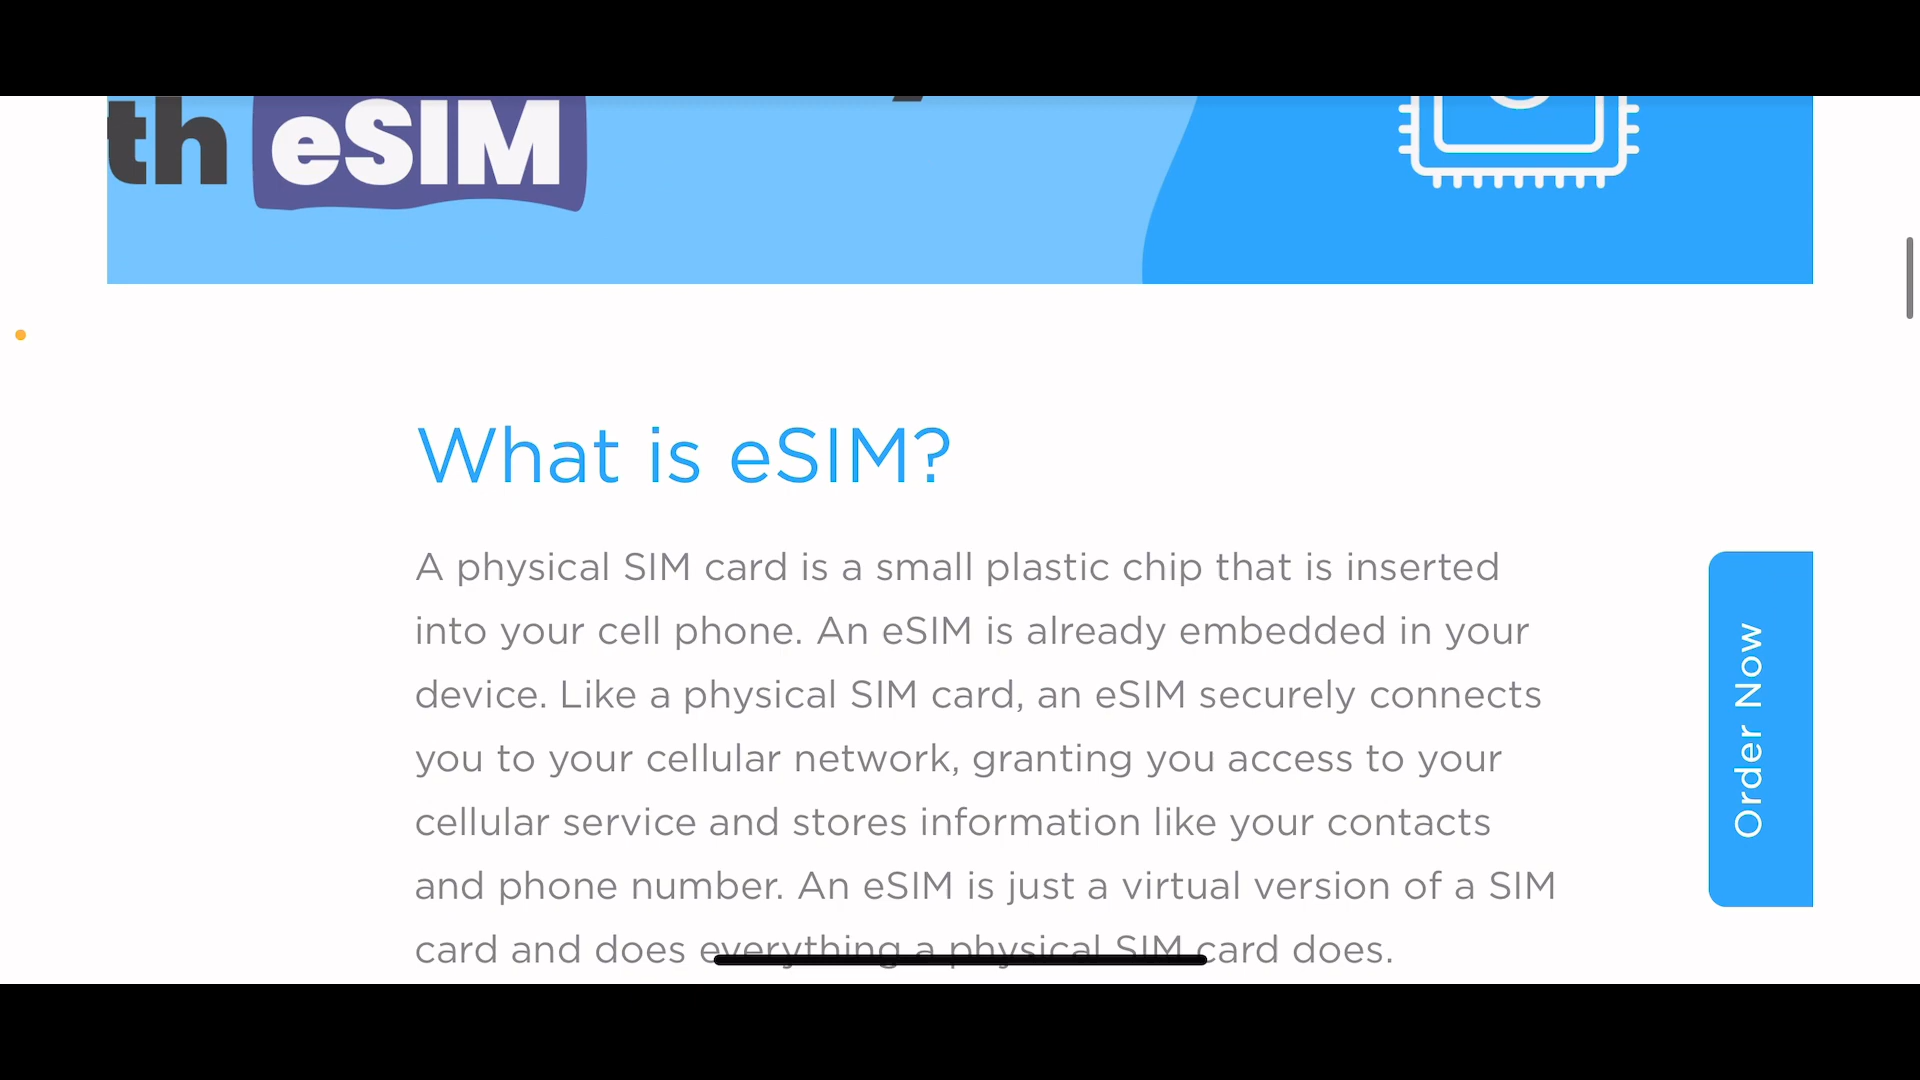 th eSIM
What is eSIM?
A physical SIM card is a small plastic chip that is inserted
into your cell phone. An eSIM is already embedded in your
device. Like a physical SIM card, an eSIM securely connects
you to your cellular network, granting you access to your
cellular service and stores information like your contacts
and phone number. An eSIM is just a virtual version of a SIM
card and does everything a physical SIM card does.
Order Now